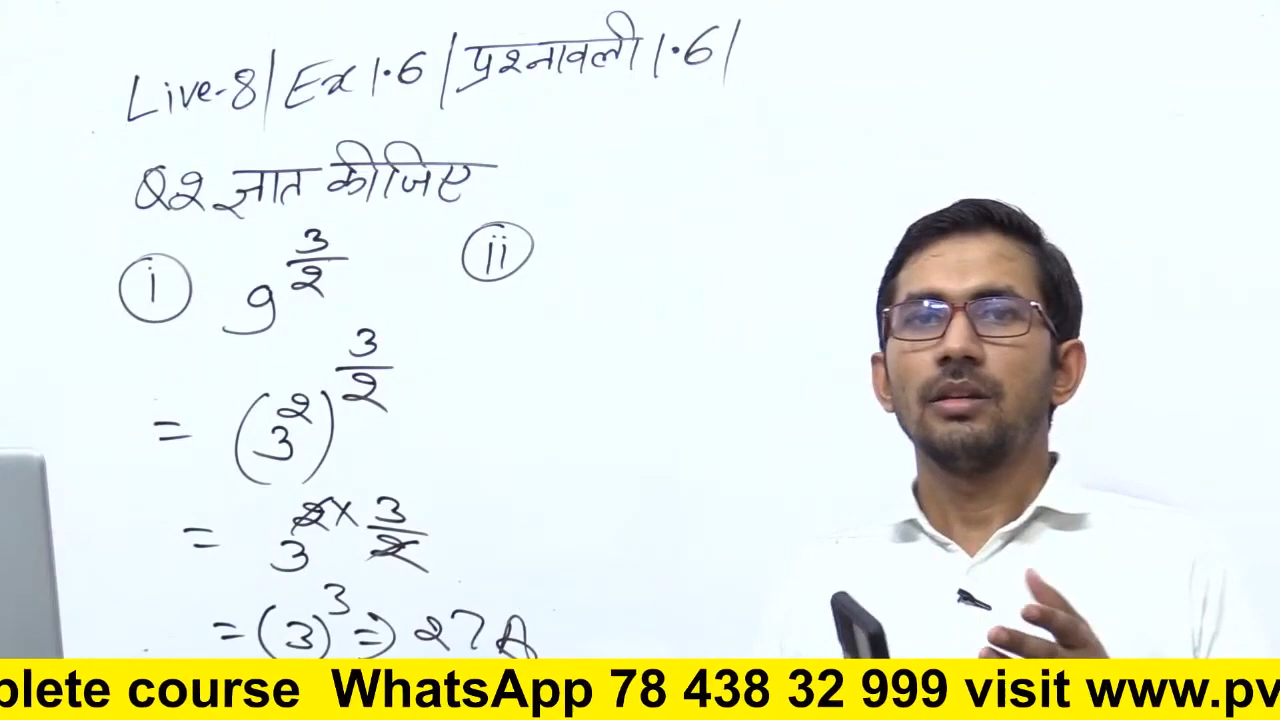 Live-8| Ex 1.6 | प्रश्नावली 1.6|
Q2 ज्ञात कीजिए
i 9^(3/2) ii
= (3^2)^(3/2)
= 3^(2×3/2)
= (3)^3 => 27 A
plete course WhatsApp 78 438 32 999 visit www.pv